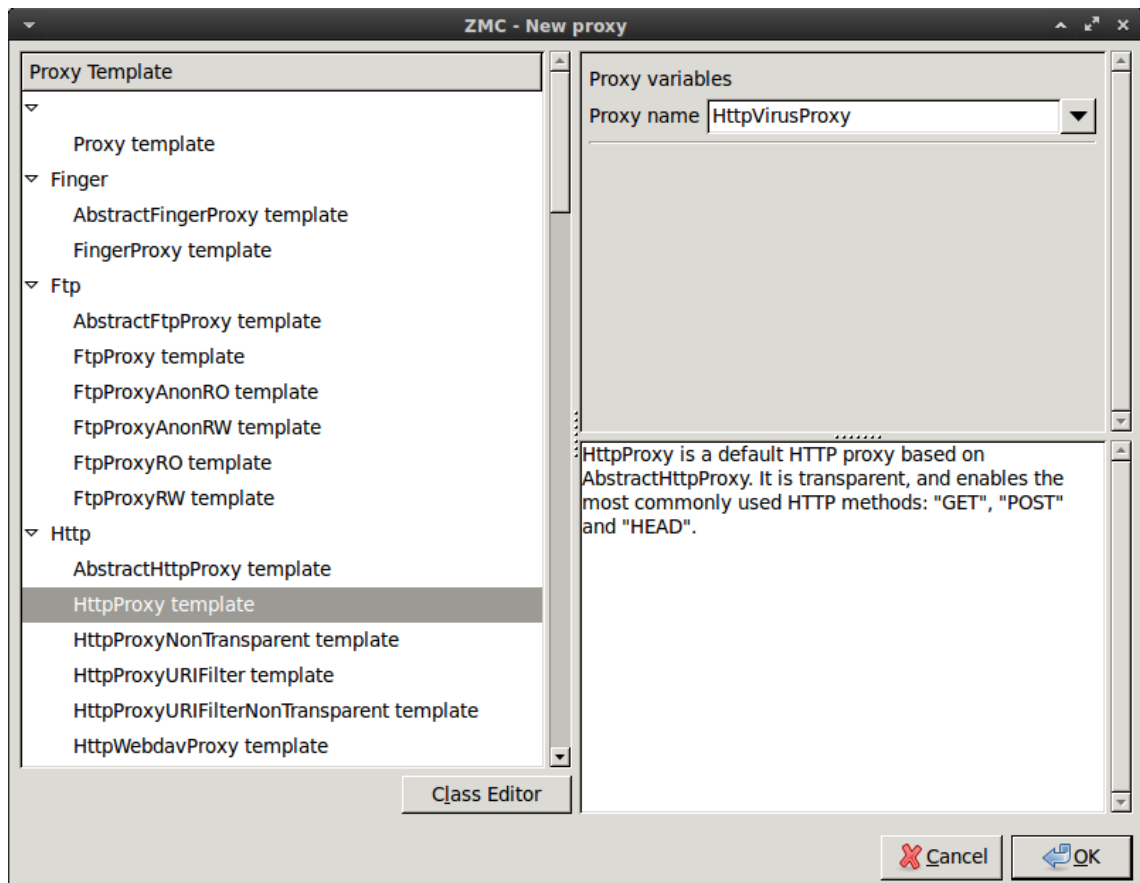 ZMC - New proxy
Proxy Template
Proxy template
Finger
AbstractFingerProxy template
FingerProxy template
Ftp
AbstractFtpProxy template
FtpProxy template
FtpProxyAnonRO template
FtpProxyAnonRW template
FtpProxyRO template
FtpProxyRW template
Http
AbstractHttpProxy template
HttpProxy template
HttpProxyNonTransparent template
HttpProxyURIFilter template
HttpProxyURIFilterNonTransparent template
HttpWebdavProxy template
Class Editor
Proxy variables
Proxy name HttpVirusProxy
HttpProxy is a default HTTP proxy based on
AbstractHttpProxy. It is transparent, and enables the
most commonly used HTTP methods: "GET", "POST"
and "HEAD".
Cancel
OK